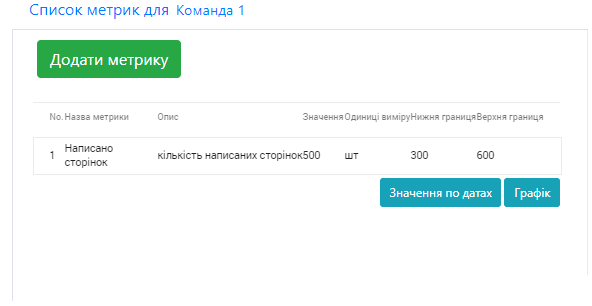 Список метрик для Команда 1
Додати метрику
No. Назва метрики Опис Значення Одиниці виміру Нижня границя Верхня границя
1 Написано сторінок кількість написаних сторінок 500 шт 300 600
Значення по датах Графік